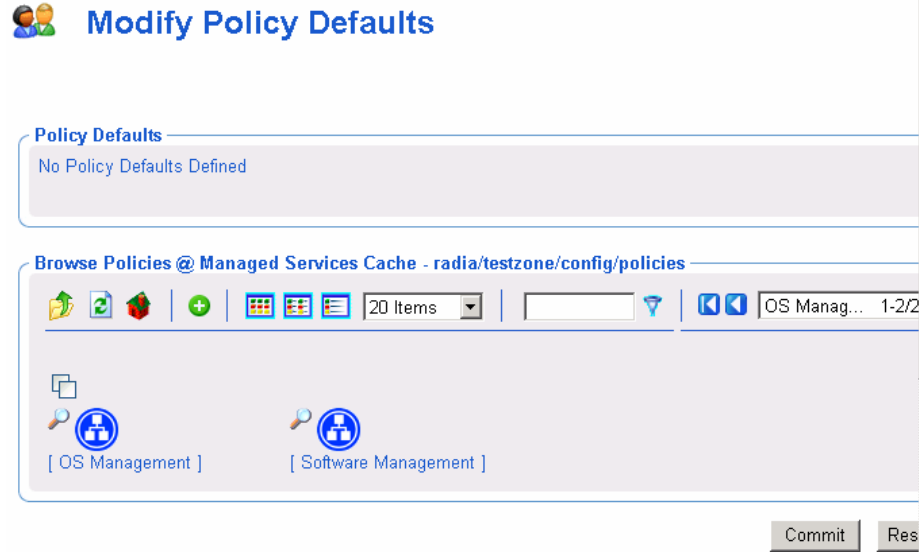 Modify Policy Defaults
Policy Defaults
No Policy Defaults Defined
Browse Policies @ Managed Services Cache - radia/testzone/config/policies
20 Items OS Manag... 1-2/2
[ OS Management ] [ Software Management ]
Commit Res